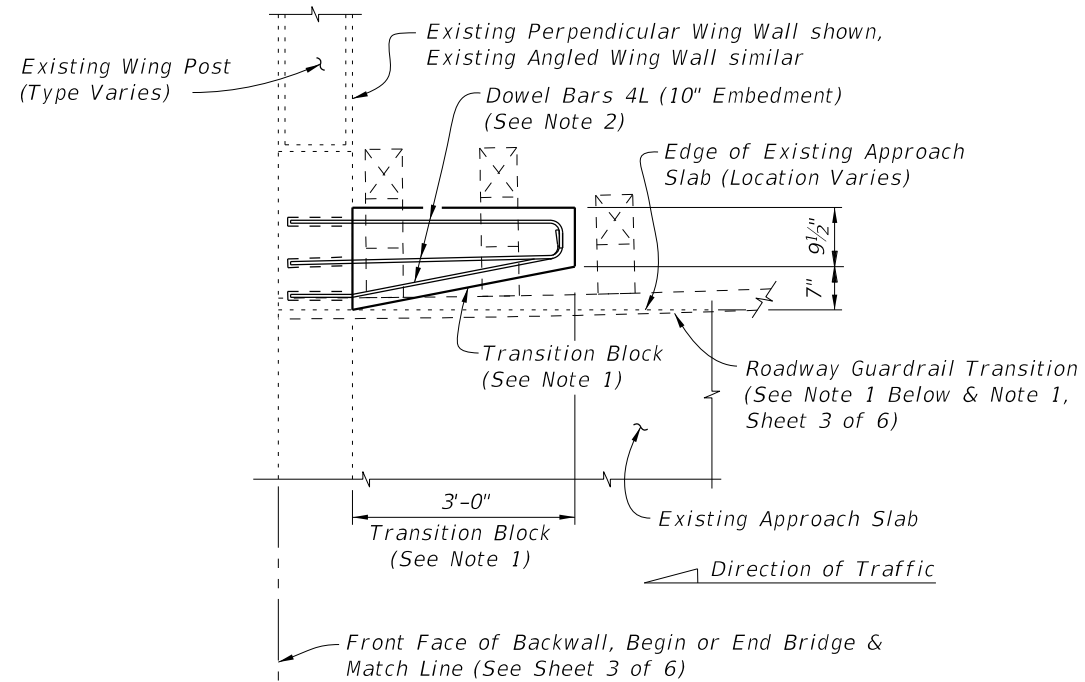 Existing Perpendicular Wing Wall shown,
Existing Angled Wing Wall similar
Existing Wing Post
(Type Varies)
Dowel Bars 4L (10" Embedment)
(See Note 2)
Edge of Existing Approach
Slab (Location Varies)
9½"
7"
Transition Block
(See Note 1)
Roadway Guardrail Transition
(See Note 1 Below & Note 1,
Sheet 3 of 6)
3'-0"
Transition Block
(See Note 1)
Existing Approach Slab
Direction of Traffic
Front Face of Backwall, Begin or End Bridge &
Match Line (See Sheet 3 of 6)